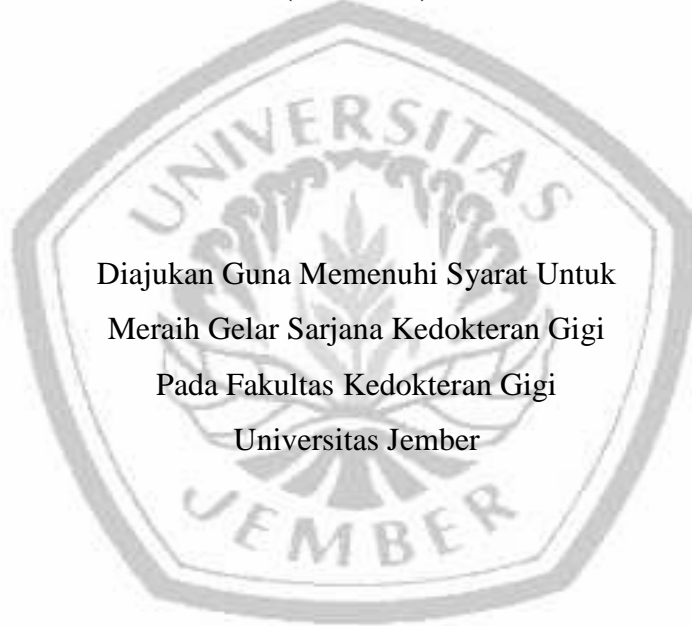 UNIVERSITAS
Diajukan Guna Memenuhi Syarat Untuk
Meraih Gelar Sarjana Kedokteran Gigi
Pada Fakultas Kedokteran Gigi
Universitas Jember
JEMBER